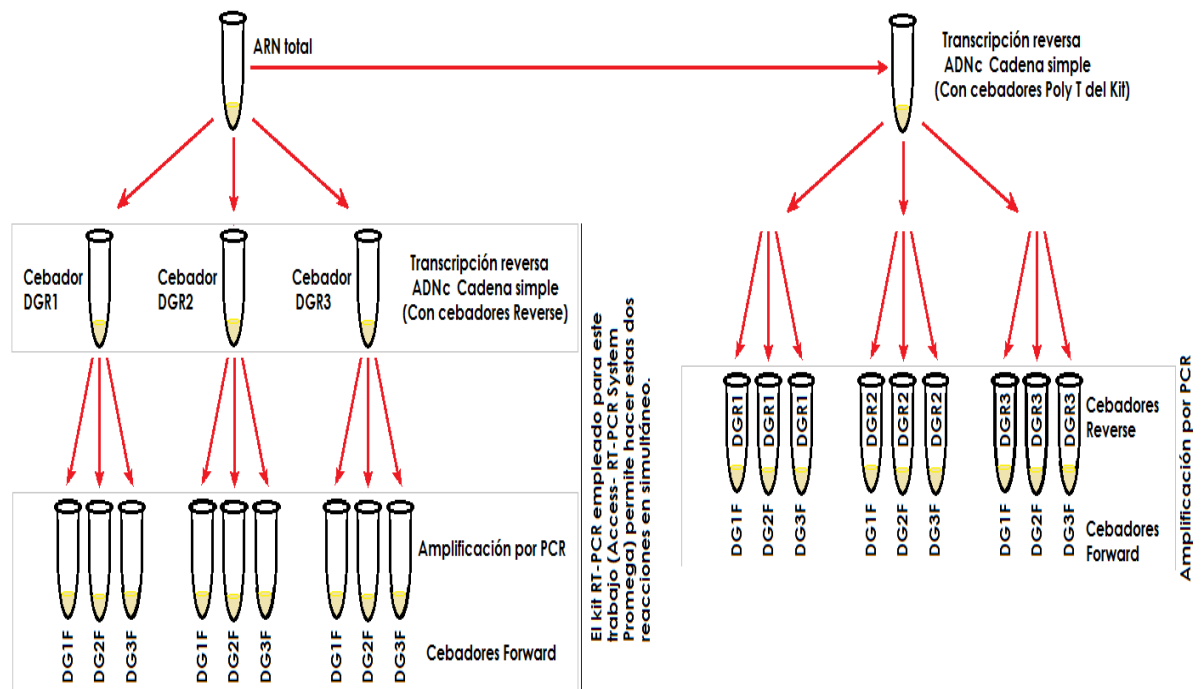 ARN total
Transcripción reversa
ADNc Cadena simple
(Con cebadores Poly T del Kit)
Cebador
DGR1
Cebador
DGR2
Cebador
DGR3
Transcripción reversa
ADNc Cadena simple
(Con cebadores Reverse)
Amplificación por PCR
DG1F
DG2F
DG3F
DG1F
DG2F
DG3F
DG1F
DG2F
DG3F
Cebadores Forward
El kit RT-PCR empleado para este
trabajo (Access- RT-PCR System
Promega) permite hacer estas dos
reacciones en simultáneo.
DGR1
DGR1
DGR1
DGR2
DGR2
DGR2
DGR3
DGR3
DGR3
Cebadores
Reverse
DG1F
DG2F
DG3F
DG1F
DG2F
DG3F
DG1F
DG2F
DG3F
Cebadores
Forward
Amplificación por PCR